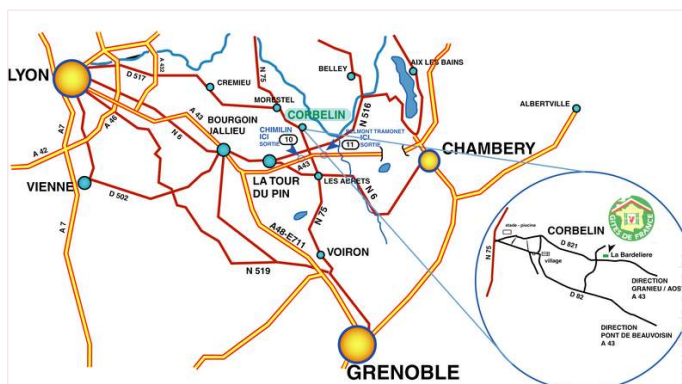 LYON
A 432
D 517
CREMIEU
N 75
MORESTEL
CORBELIN
BELLEY
AIX LES BAINS
N 516
ALBERTVILLE
A 43
N 6
BOURGOIN
JALLIEU
CHIMILIN
ICI
SORTIE
10
BELMONT TRAMONET
ICI
SORTIE
11
A 7
A 46
A 42
CHAMBERY
A43
LA TOUR
DU PIN
LES ABRETS
N 6
VIENNE
D 502
N 75
A 7
A48-E711
VOIRON
N 519
GRENOBLE
GITES DE FRANCE
CORBELIN
stade - piscine
N 75
D 821
La Bardeliere
village
D 82
DIRECTION
GRANIEU / AOST
A 43
DIRECTION
PONT DE BEAUVOISIN
A 43